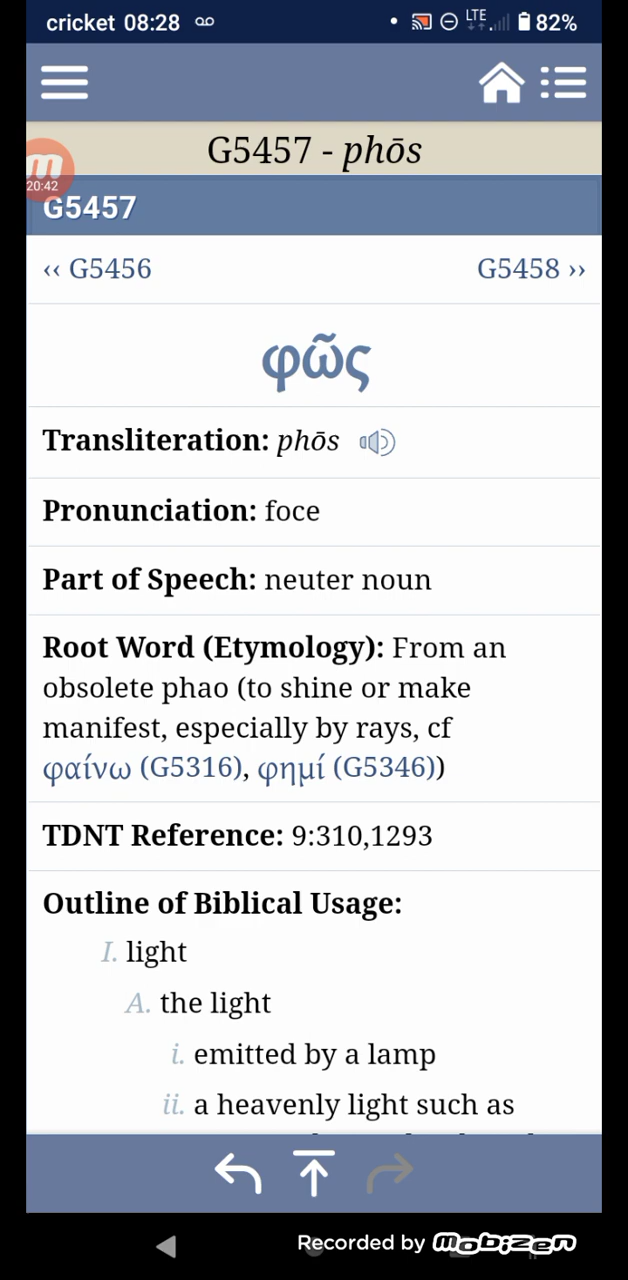 cricket 08:28 LTE 82%
G5457 - phōs
20:42
G5457
‹‹ G5456 G5458 ››
φῶς
Transliteration: phōs
Pronunciation: foce
Part of Speech: neuter noun
Root Word (Etymology): From an
obsolete phao (to shine or make
manifest, especially by rays, cf
φαίνω (G5316), φημί (G5346))
TDNT Reference: 9:310,1293
Outline of Biblical Usage:
I. light
A. the light
i. emitted by a lamp
ii. a heavenly light such as
Recorded by mobizen